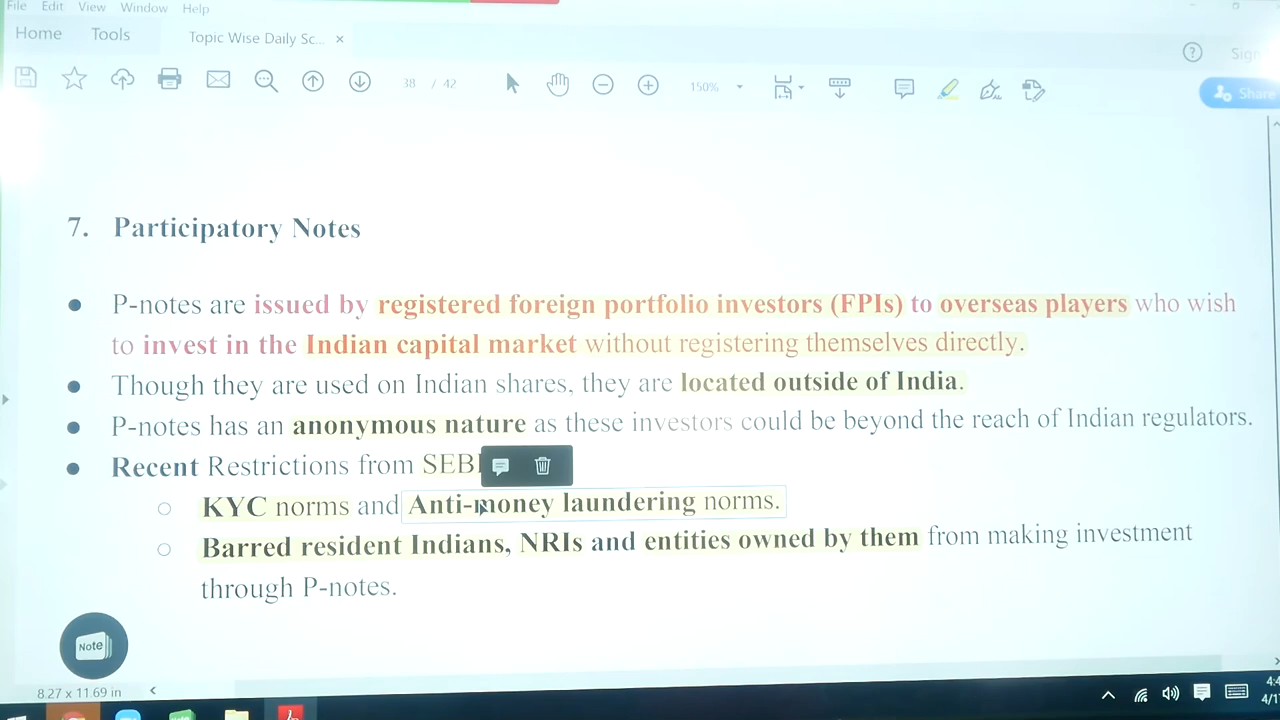 File Edit View Window Help
Home Tools Topic Wise Daily Sc... ×
38 / 42 150% Share
7. Participatory Notes
● P-notes are issued by registered foreign portfolio investors (FPIs) to overseas players who wish
to invest in the Indian capital market without registering themselves directly.
● Though they are used on Indian shares, they are located outside of India.
● P-notes has an anonymous nature as these investors could be beyond the reach of Indian regulators.
● Recent Restrictions from SEBI
○ KYC norms and Anti-money laundering norms.
○ Barred resident Indians, NRIs and entities owned by them from making investment
through P-notes.
Note
8.27 x 11.69 in